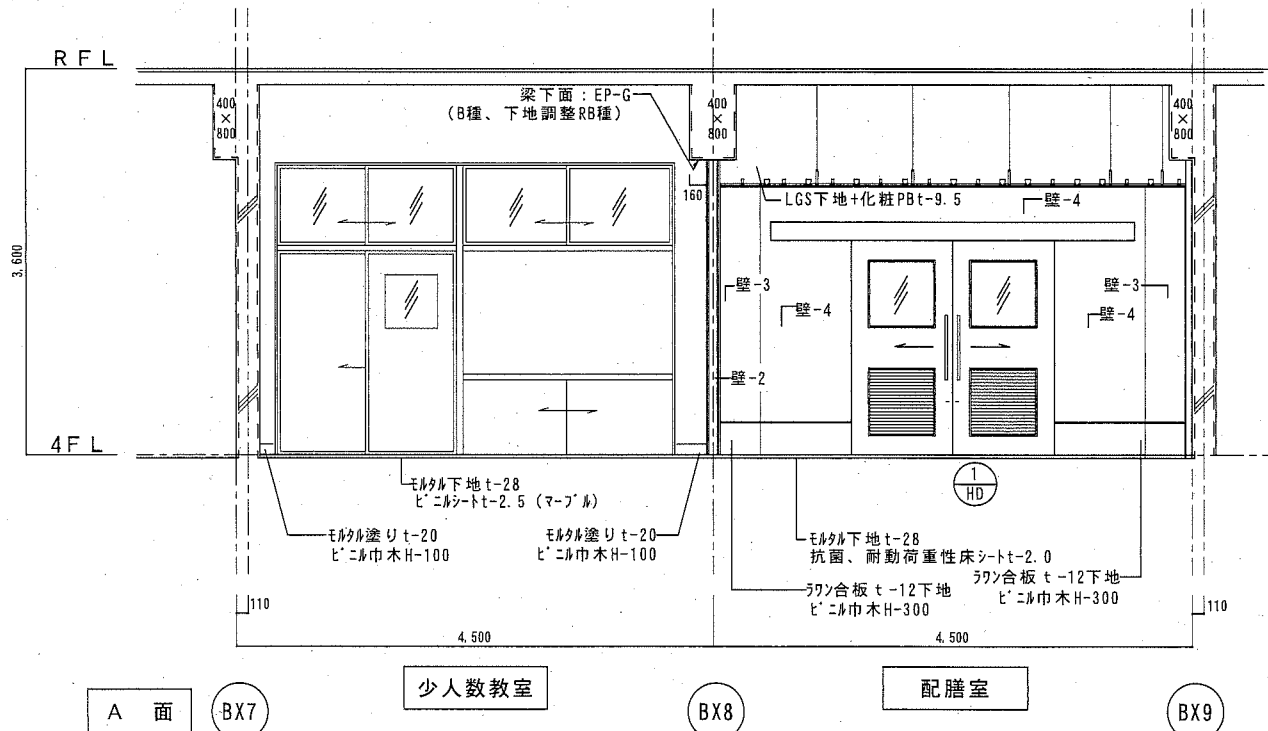 RFL
400
×
800
梁下面：EP-G
(B種、下地調整RB種)
400
×
800
400
×
800
160
LGS下地+化粧PBt-9.5
壁-4
3,600
壁-3
壁-4
壁-3
壁-4
壁-2
4FL
モルタル下地t-28
ビニルシートt-2.5 (マーブル)
1
HD
モルタル塗りt-20
ビニル巾木H-100
モルタル塗りt-20
ビニル巾木H-100
モルタル下地t-28
抗菌、耐動荷重性床シートt-2.0
ラワン合板 t-12下地
ビニル巾木H-300
ラワン合板 t-12下地
ビニル巾木H-300
110
110
4,500
4,500
少人数教室
配膳室
A 面
BX7
BX8
BX9